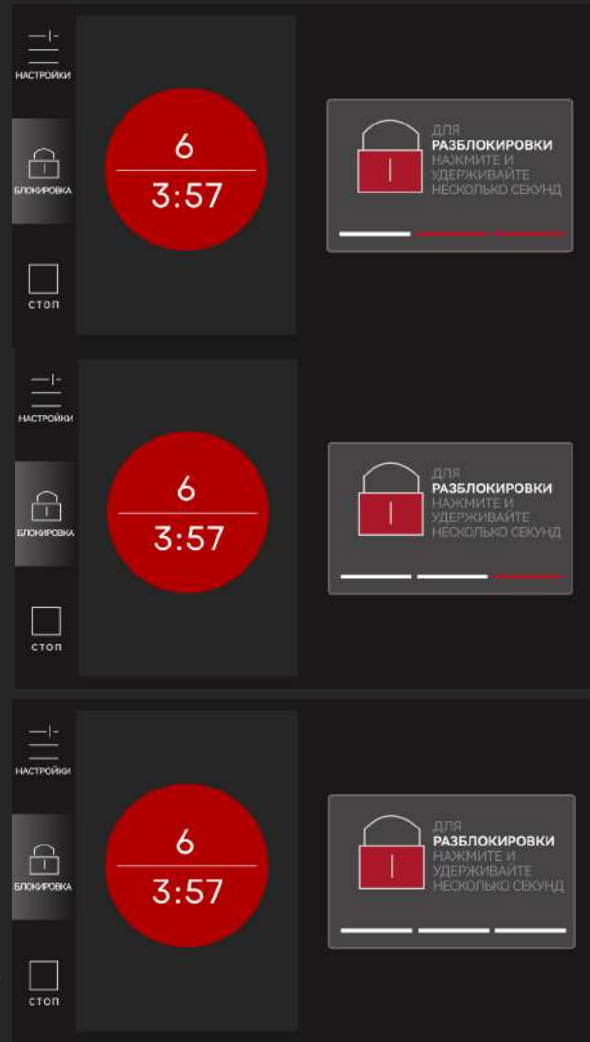 НАСТРОЙКИ
БЛОКИРОВКА
СТОП
6
3:57
ДЛЯ
РАЗБЛОКИРОВКИ
НАЖМИТЕ И
УДЕРЖИВАЙТЕ
НЕСКОЛЬКО СЕКУНД
НАСТРОЙКИ
БЛОКИРОВКА
СТОП
6
3:57
ДЛЯ
РАЗБЛОКИРОВКИ
НАЖМИТЕ И
УДЕРЖИВАЙТЕ
НЕСКОЛЬКО СЕКУНД
НАСТРОЙКИ
БЛОКИРОВКА
СТОП
6
3:57
ДЛЯ
РАЗБЛОКИРОВКИ
НАЖМИТЕ И
УДЕРЖИВАЙТЕ
НЕСКОЛЬКО СЕКУНД